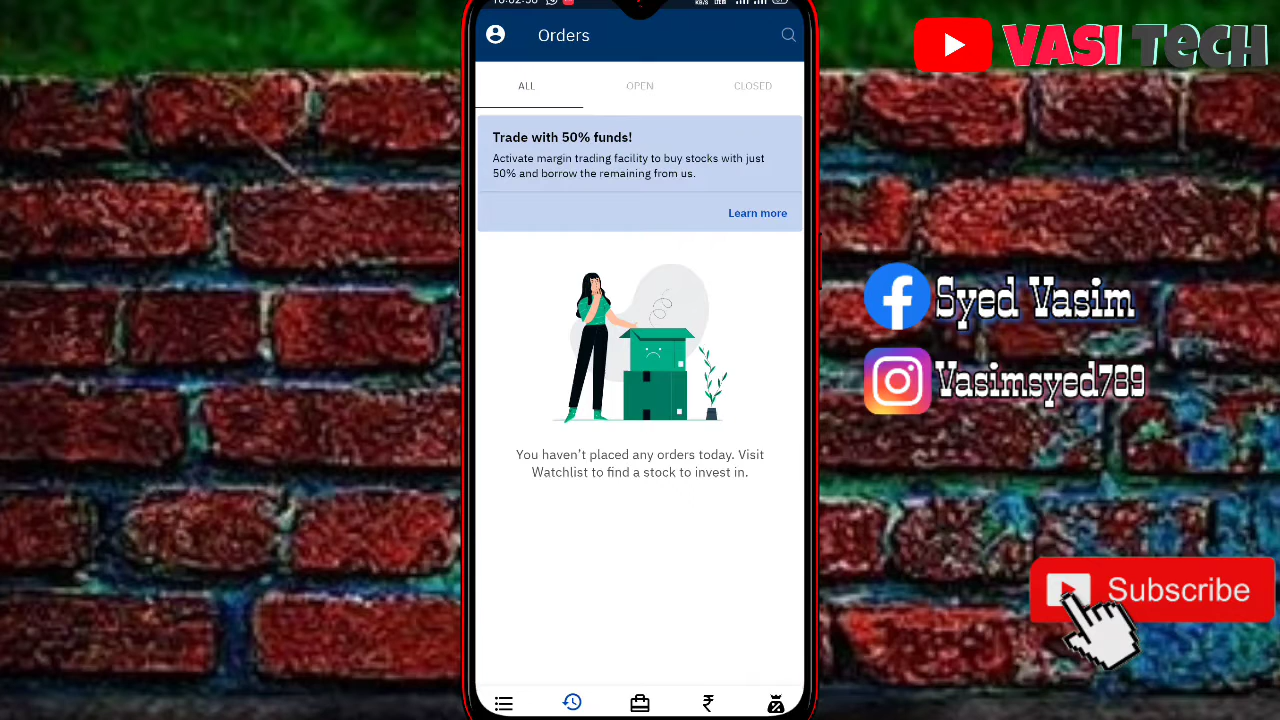 Orders
ALL
OPEN
CLOSED
Trade with 50% funds!
Activate margin trading facility to buy stocks with just
50% and borrow the remaining from us.
Learn more
You haven't placed any orders today. Visit
Watchlist to find a stock to invest in.
VASI TECH
Syed Vasim
Vasimsyed789
Subscribe